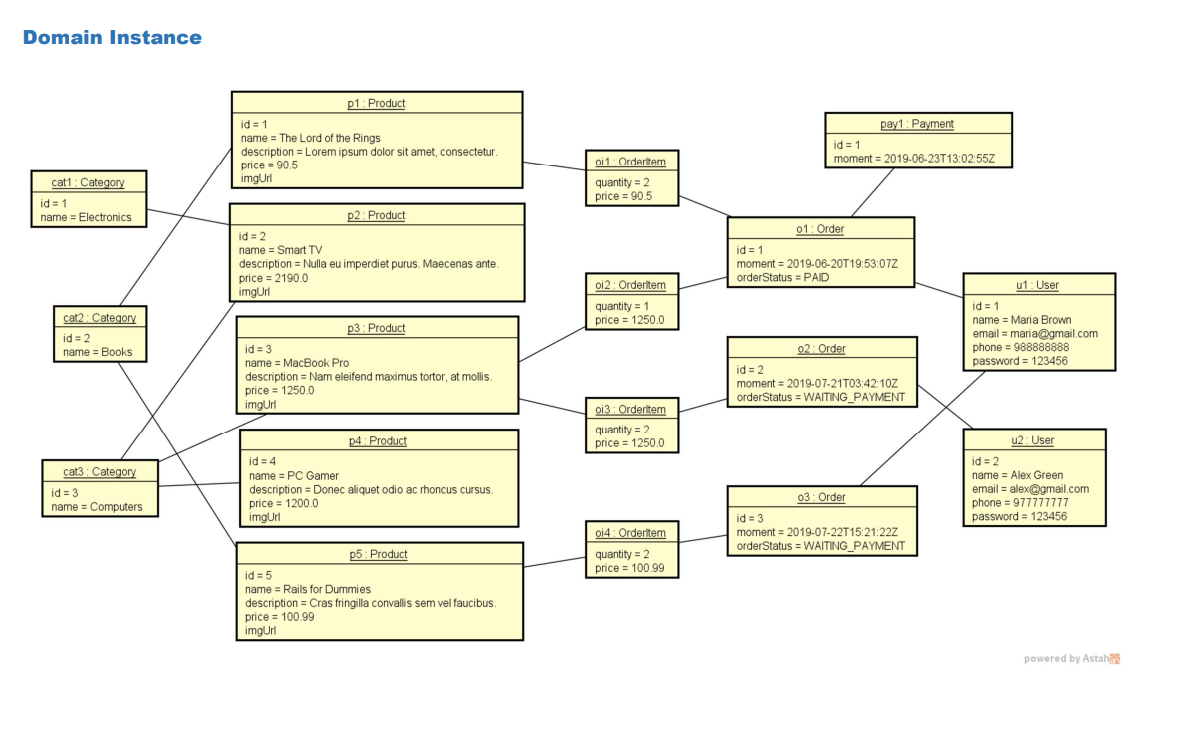 Domain Instance
p1 : Product
id = 1
name = The Lord of the Rings
description = Lorem ipsum dolor sit amet, consectetur.
price = 90.5
imgUrl
pay1 : Payment
id = 1
moment = 2019-06-23T13:02:55Z
oi1 : OrderItem
quantity = 2
price = 90.5
cat1 : Category
id = 1
name = Electronics
p2 : Product
id = 2
name = Smart TV
description = Nulla eu imperdiet purus. Maecenas ante.
price = 2190.0
imgUrl
o1 : Order
id = 1
moment = 2019-06-20T19:53:07Z
orderStatus = PAID
oi2 : OrderItem
quantity = 1
price = 1250.0
u1 : User
id = 1
name = Maria Brown
email = maria@gmail.com
phone = 988888888
password = 123456
cat2 : Category
id = 2
name = Books
p3 : Product
id = 3
name = MacBook Pro
description = Nam eleifend maximus tortor, at mollis.
price = 1250.0
imgUrl
o2 : Order
id = 2
moment = 2019-07-21T03:42:10Z
orderStatus = WAITING_PAYMENT
oi3 : OrderItem
quantity = 2
price = 1250.0
u2 : User
id = 2
name = Alex Green
email = alex@gmail.com
phone = 977777777
password = 123456
cat3 : Category
id = 3
name = Computers
p4 : Product
id = 4
name = PC Gamer
description = Donec aliquet odio ac rhoncus cursus.
price = 1200.0
imgUrl
o3 : Order
id = 3
moment = 2019-07-22T15:21:22Z
orderStatus = WAITING_PAYMENT
oi4 : OrderItem
quantity = 2
price = 100.99
p5 : Product
id = 5
name = Rails for Dummies
description = Cras fringilla convallis sem vel faucibus.
price = 100.99
imgUrl
powered by Astah